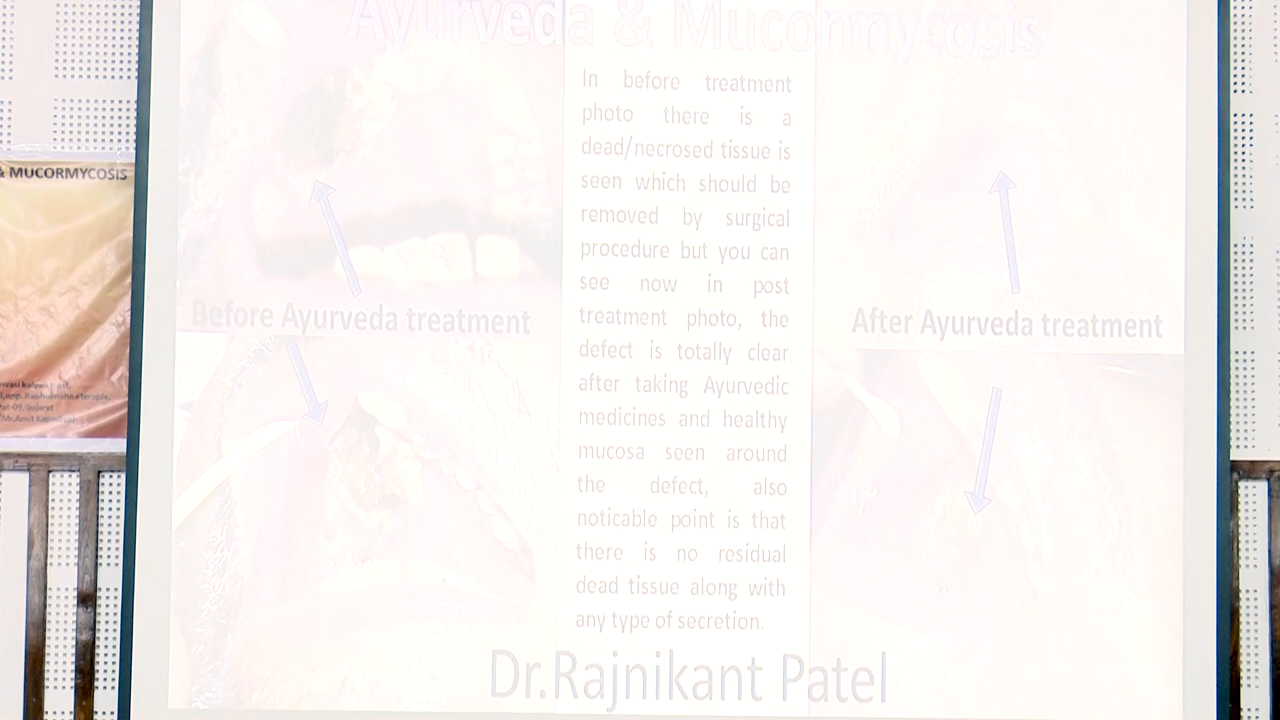 Ayurveda & Mucormycosis
In before treatment
photo there is a
dead/necrosed tissue is
seen which should be
removed by surgical
procedure but you can
see now in post
treatment photo, the
defect is totally clear
after taking Ayurvedic
medicines and healthy
mucosa seen around
the defect, also
noticable point is that
there is no residual
dead tissue along with
any type of secretion.
Before Ayurveda treatment
After Ayurveda treatment
Dr.Rajnikant Patel
& MUCORMYCOSIS